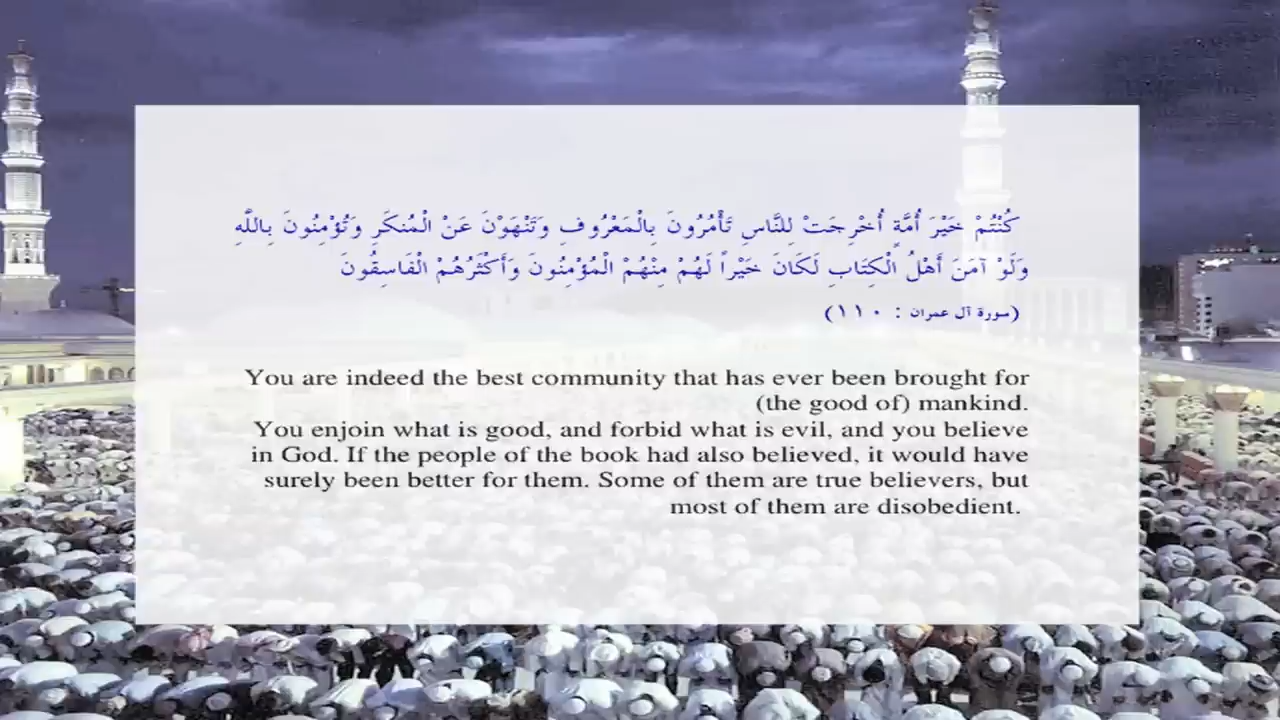 كُنْتُمْ خَيْرَ أُمَّةٍ أُخْرِجَتْ لِلنَّاسِ تَأْمُرُونَ بِالْمَعْرُوفِ وَتَنْهَوْنَ عَنْ الْمُنكَرِ وَتُؤْمِنُونَ بِاللَّهِ
وَلَوْ آمَنَ أَهْلُ الْكِتَابِ لَكَانَ خَيْراً لَهُمْ مِنْهُمْ الْمُؤْمِنُونَ وَأَكْثَرُهُمْ الْفَاسِقُونَ
(سورة آل عمران : ١١٠)
You are indeed the best community that has ever been brought for
(the good of) mankind.
You enjoin what is good, and forbid what is evil, and you believe
in God. If the people of the book had also believed, it would have
surely been better for them. Some of them are true believers, but
most of them are disobedient.